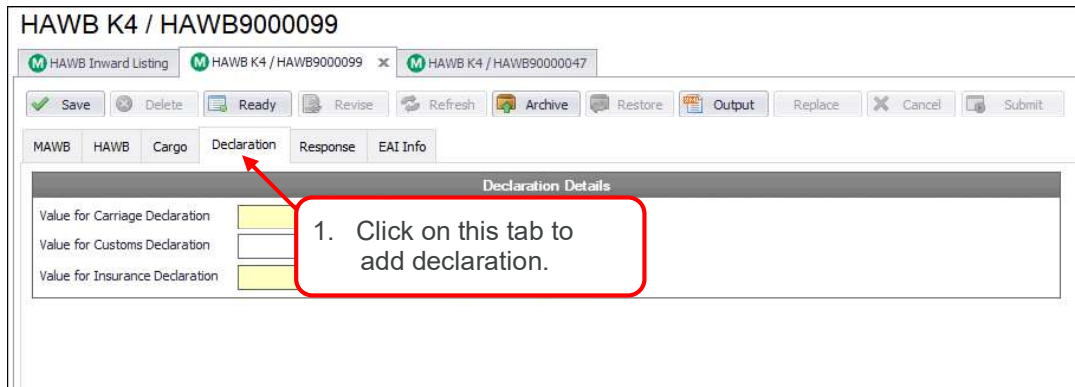 HAWB K4 / HAWB9000099
M HAWB Inward Listing M HAWB K4 / HAWB9000099 x M HAWB K4 / HAWB90000047
Save Delete Ready Revise Refresh Archive Restore Output Replace Cancel Submit
MAWB HAWB Cargo Declaration Response EAI Info
Declaration Details
Value for Carriage Declaration
Value for Customs Declaration
Value for Insurance Declaration
1. Click on this tab to
add declaration.